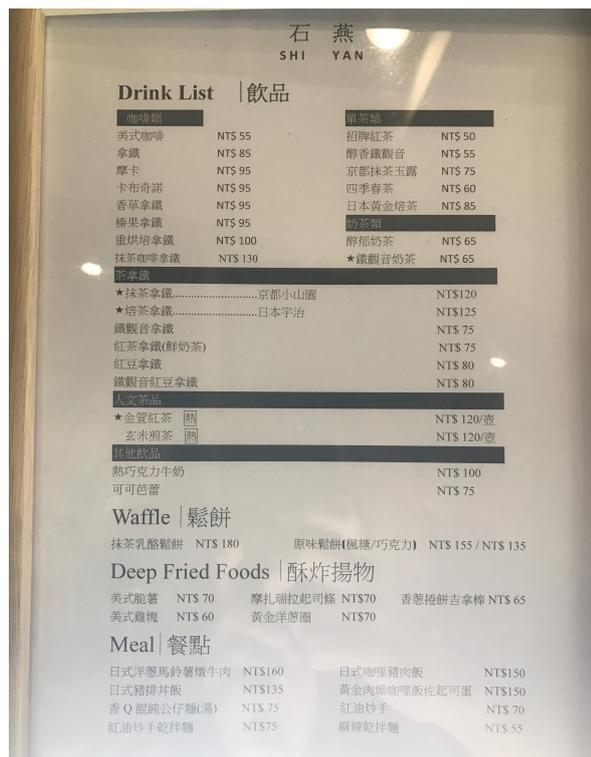 石 燕
SHI YAN
Drink List 飲品
咖啡類
美式咖啡 NT$ 55
拿鐵 NT$ 85
摩卡 NT$ 95
卡布奇諾 NT$ 95
香草拿鐵 NT$ 95
榛果拿鐵 NT$ 95
重烘培拿鐵 NT$ 100
抹茶咖啡拿鐵 NT$ 130
單茶類
招牌紅茶 NT$ 50
醇香鐵觀音 NT$ 55
京都抹茶玉露 NT$ 75
四季春茶 NT$ 60
日本黃金焙茶 NT$ 85
奶茶類
醇郁奶茶 NT$ 65
★鐵觀音奶茶 NT$ 65
茶拿鐵
★抹茶拿鐵............................京都小山園 NT$120
★焙茶拿鐵............................日本宇治 NT$125
鐵觀音拿鐵 NT$ 75
紅茶拿鐵(鮮奶茶) NT$ 75
紅豆拿鐵 NT$ 80
鐵觀音紅豆拿鐵 NT$ 80
人文茶品
★金萱紅茶 熱 NT$ 120/壺
玄米煎茶 熱 NT$ 120/壺
其他飲品
熱巧克力牛奶 NT$ 100
可可芭蕾 NT$ 75
Waffle 鬆餅
抹茶乳酪鬆餅 NT$ 180 原味鬆餅(楓糖/巧克力) NT$ 155 / NT$ 135
Deep Fried Foods 酥炸揚物
美式脆薯 NT$ 70 摩扎瑞拉起司條 NT$70 香蔥捲餅吉拿棒 NT$ 65
美式雞塊 NT$ 60 黃金洋蔥圈 NT$70
Meal 餐點
日式洋蔥馬鈴薯燉牛肉 NT$160 日式咖哩豬肉飯 NT$150
日式豬排丼飯 NT$135 黃金肉燥咖哩飯佐起司蛋 NT$150
香 Q 餛飩公仔麵(湯) NT$ 75 紅油炒手 NT$ 70
紅油炒手乾拌麵 NT$75 麻辣乾拌麵 NT$ 55